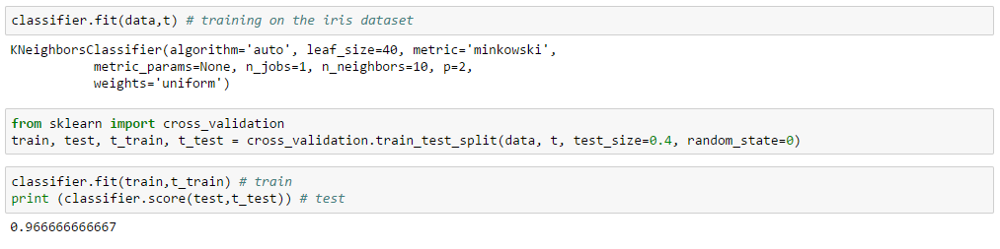 classifier.fit(data,t) # training on the iris dataset
KNeighborsClassifier(algorithm='auto', leaf_size=40, metric='minkowski',
metric_params=None, n_jobs=1, n_neighbors=10, p=2,
weights='uniform')
from sklearn import cross_validation
train, test, t_train, t_test = cross_validation.train_test_split(data, t, test_size=0.4, random_state=0)
classifier.fit(train,t_train) # train
print (classifier.score(test,t_test)) # test
0.966666666667